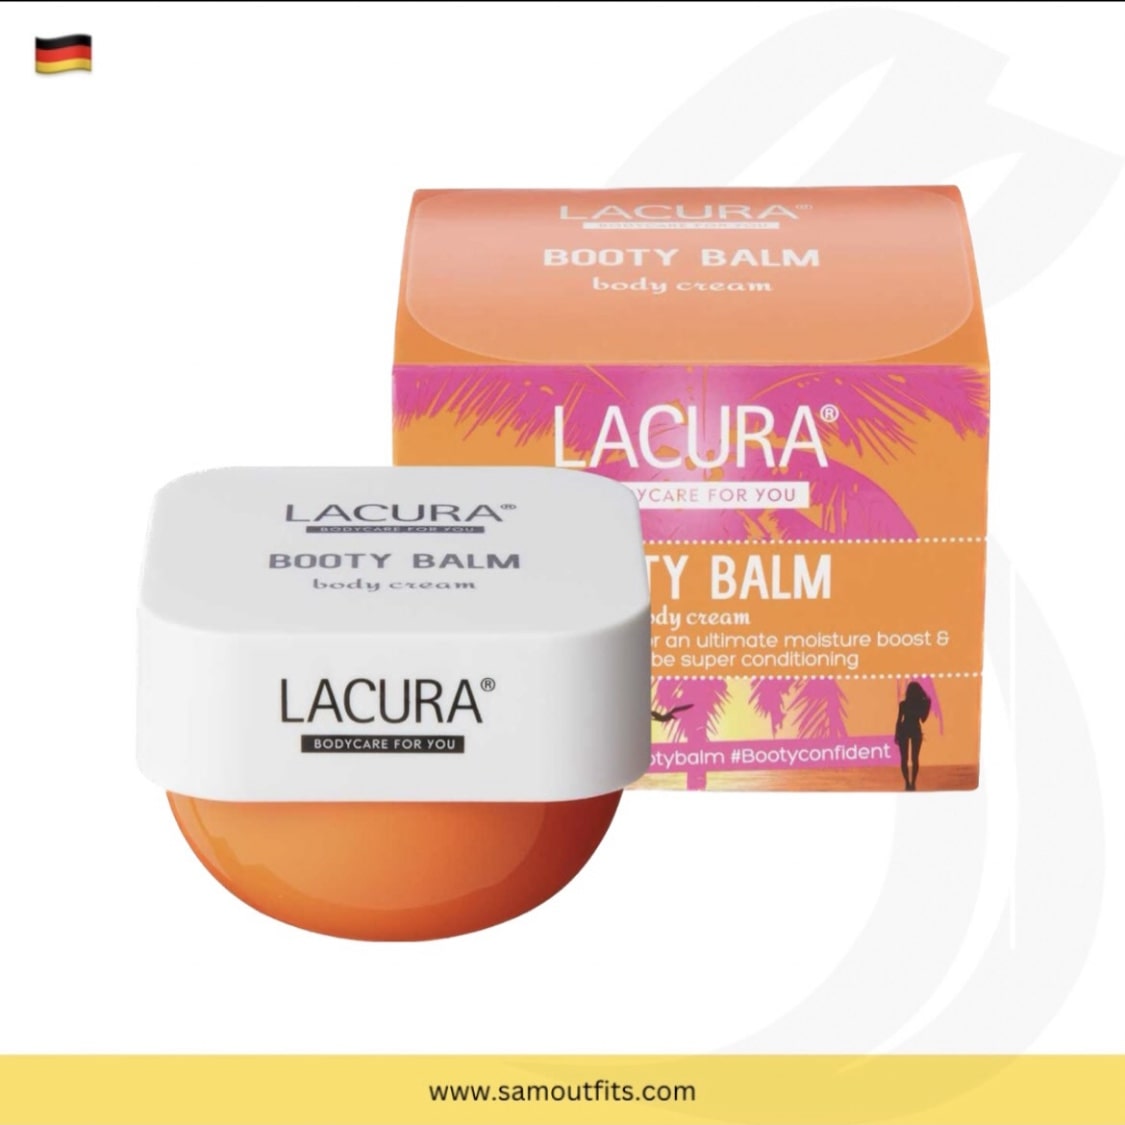 LACURA®
BODYCARE FOR YOU
BOOTY BALM
body cream
LACURA®
YCARE FOR YOU
TY BALM
dy cream
r an ultimate moisture boost &
be super conditioning
otybalm #Bootyconfident
LACURA®
BODYCARE FOR YOU
BOOTY BALM
body cream
LACURA®
BODYCARE FOR YOU
www.samoutfits.com